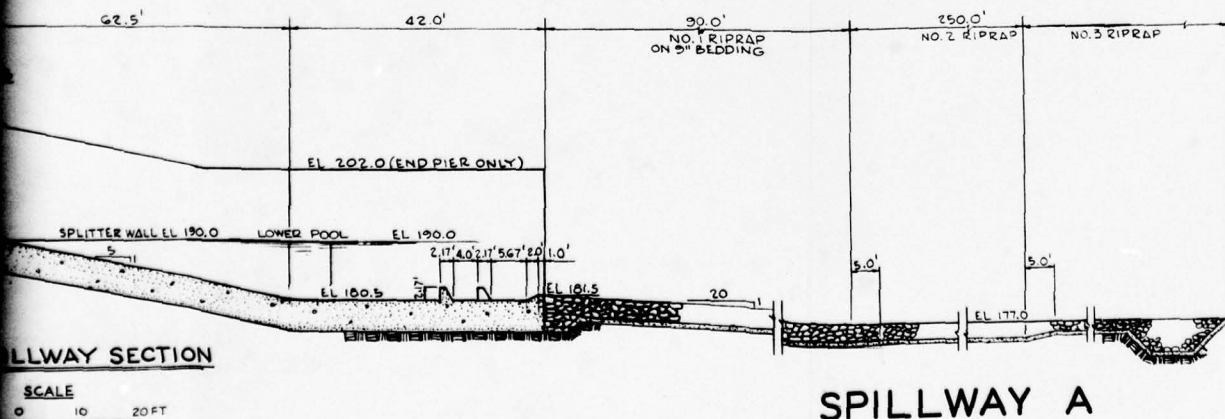 62.5'
42.0'
90.0'
250.0'
NO. 1 RIPRAP
ON 9" BEDDING
NO. 2 RIPRAP
NO. 3 RIPRAP
EL 202.0 (END PIER ONLY)
SPLITTER WALL EL 190.0
LOWER POOL
EL 190.0
5
1
2.17'
4.0'
2.17'
5.67'
2.0'
1.0'
2.17'
EL 180.5
EL 181.5
20
1
5.0'
5.0'
EL 177.0
LLWAY SECTION
SCALE
0 10 20 FT
SPILLWAY A